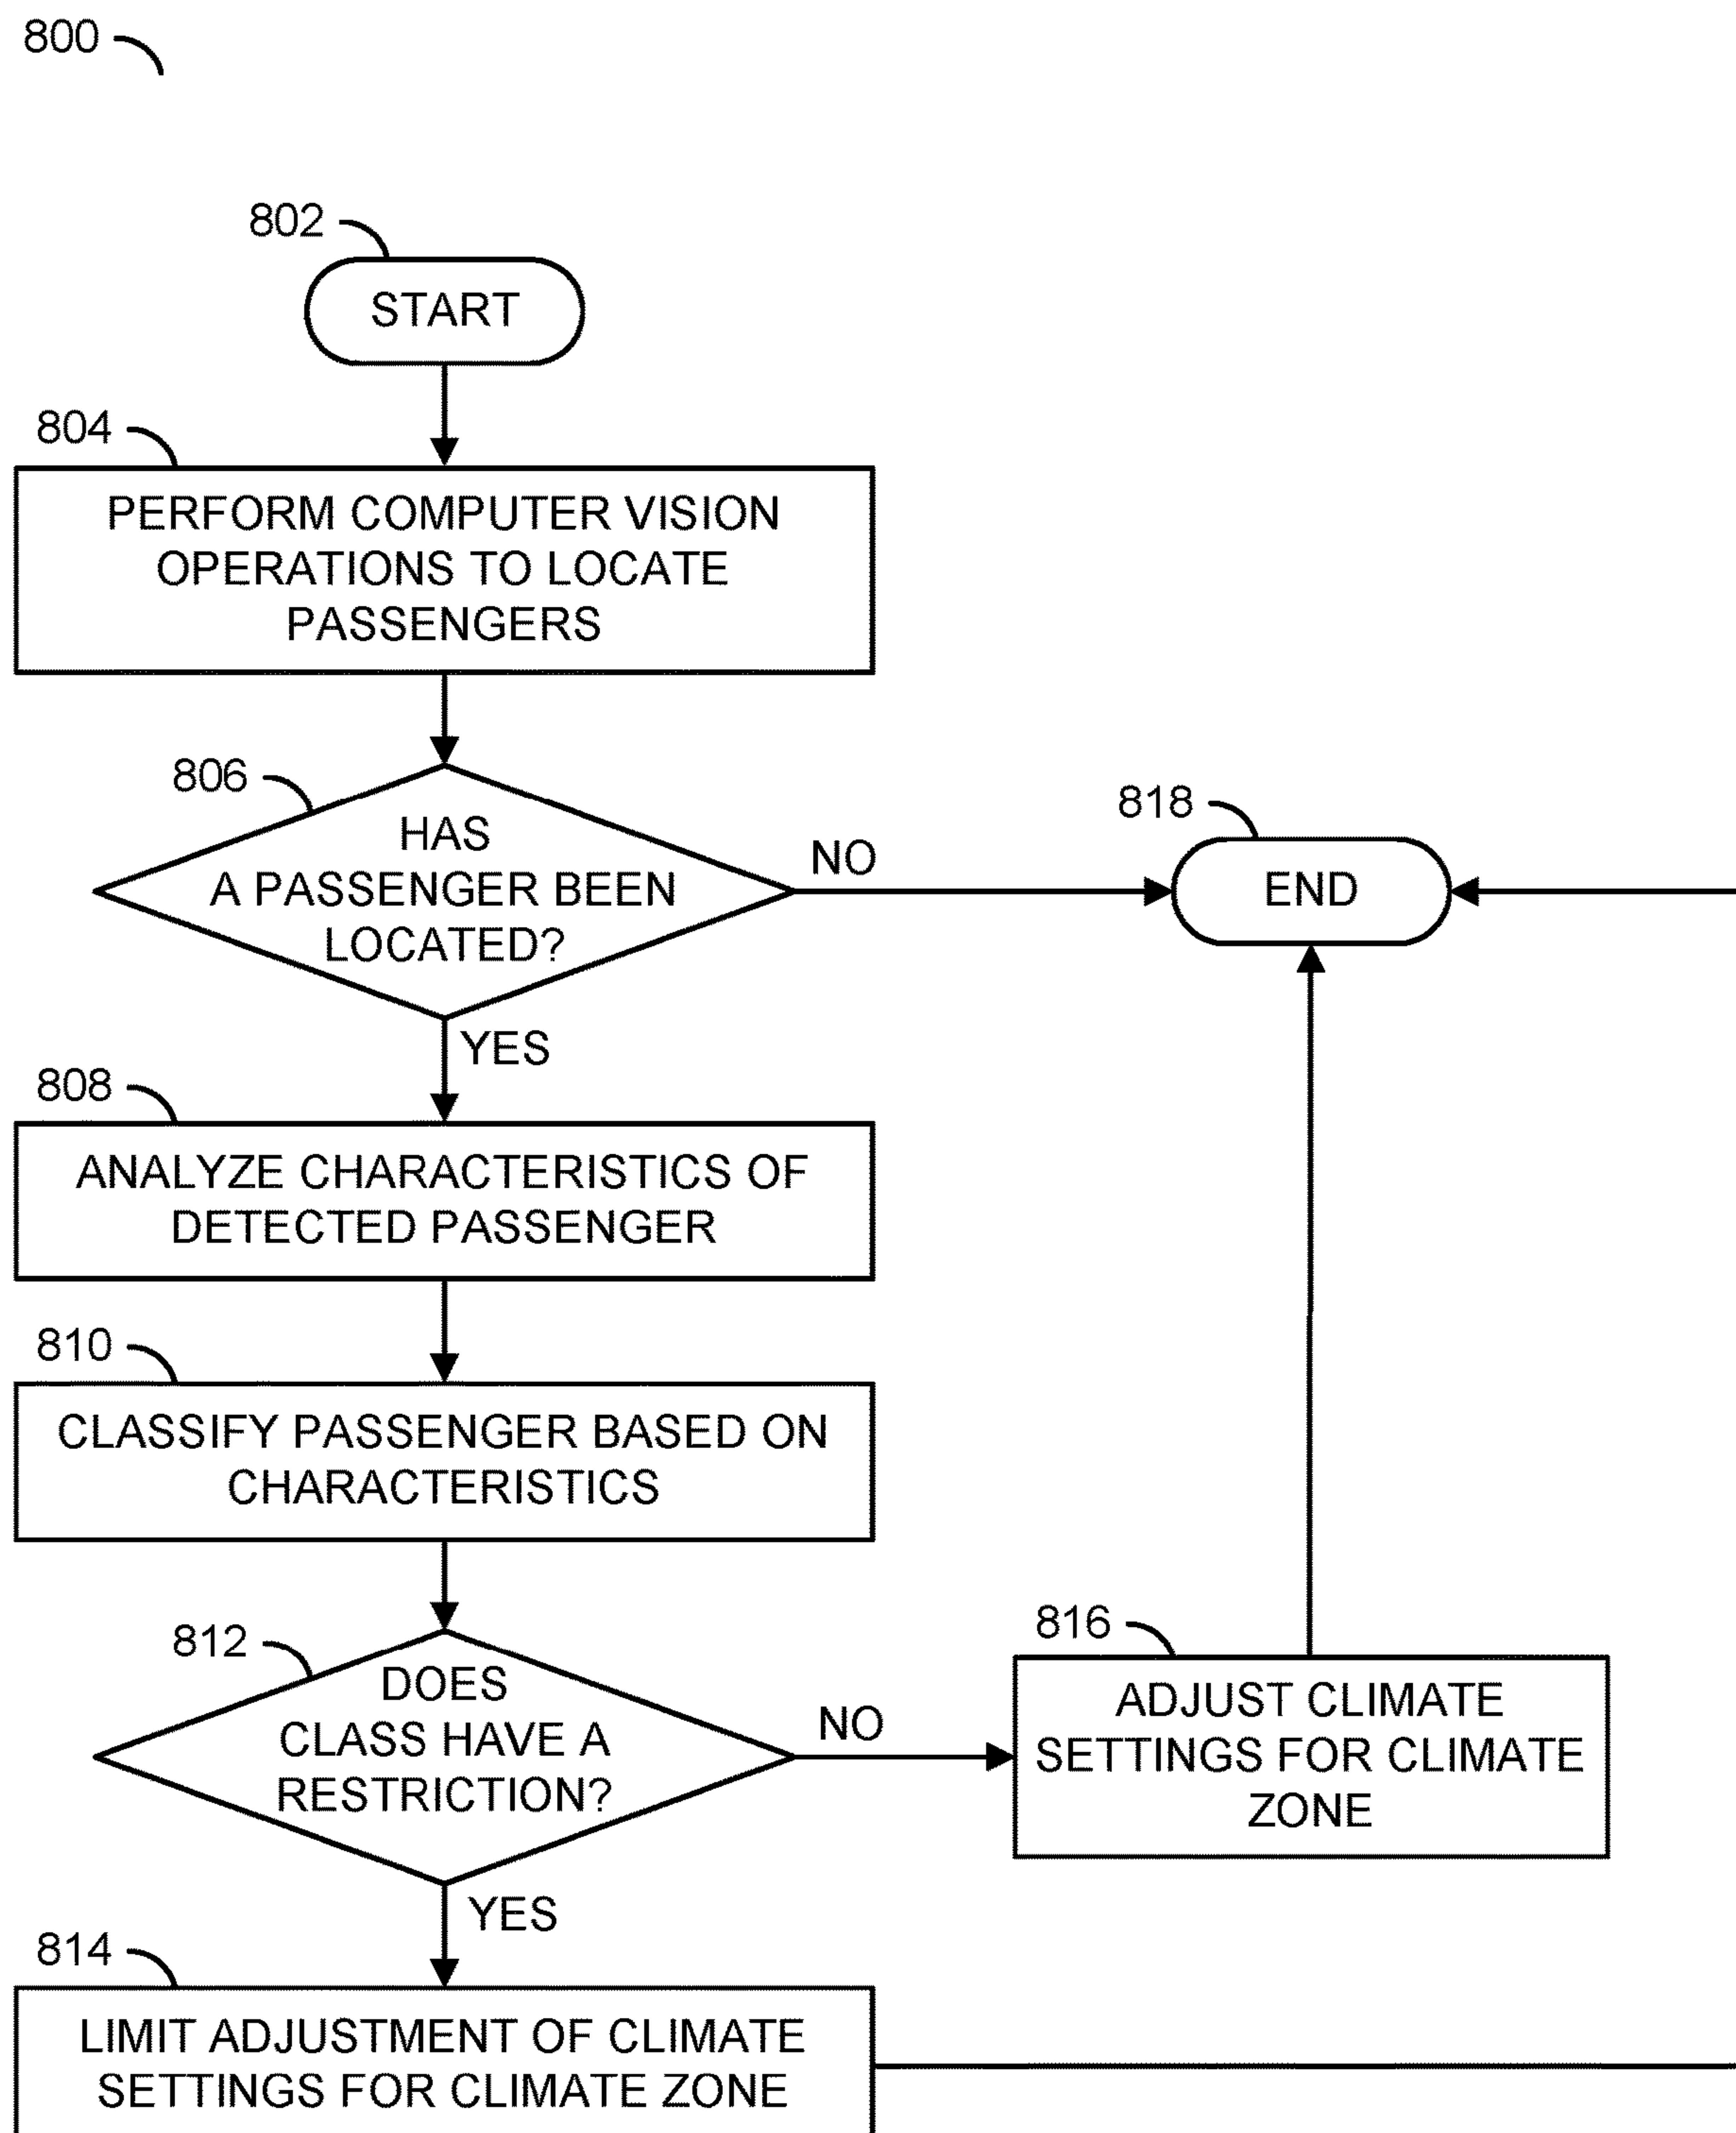 800
802
START
804
PERFORM COMPUTER VISION
OPERATIONS TO LOCATE
PASSENGERS
806
HAS
A PASSENGER BEEN
LOCATED?
NO
818
END
YES
808
ANALYZE CHARACTERISTICS OF
DETECTED PASSENGER
810
CLASSIFY PASSENGER BASED ON
CHARACTERISTICS
812
DOES
CLASS HAVE A
RESTRICTION?
NO
816
ADJUST CLIMATE
SETTINGS FOR CLIMATE
ZONE
YES
814
LIMIT ADJUSTMENT OF CLIMATE
SETTINGS FOR CLIMATE ZONE